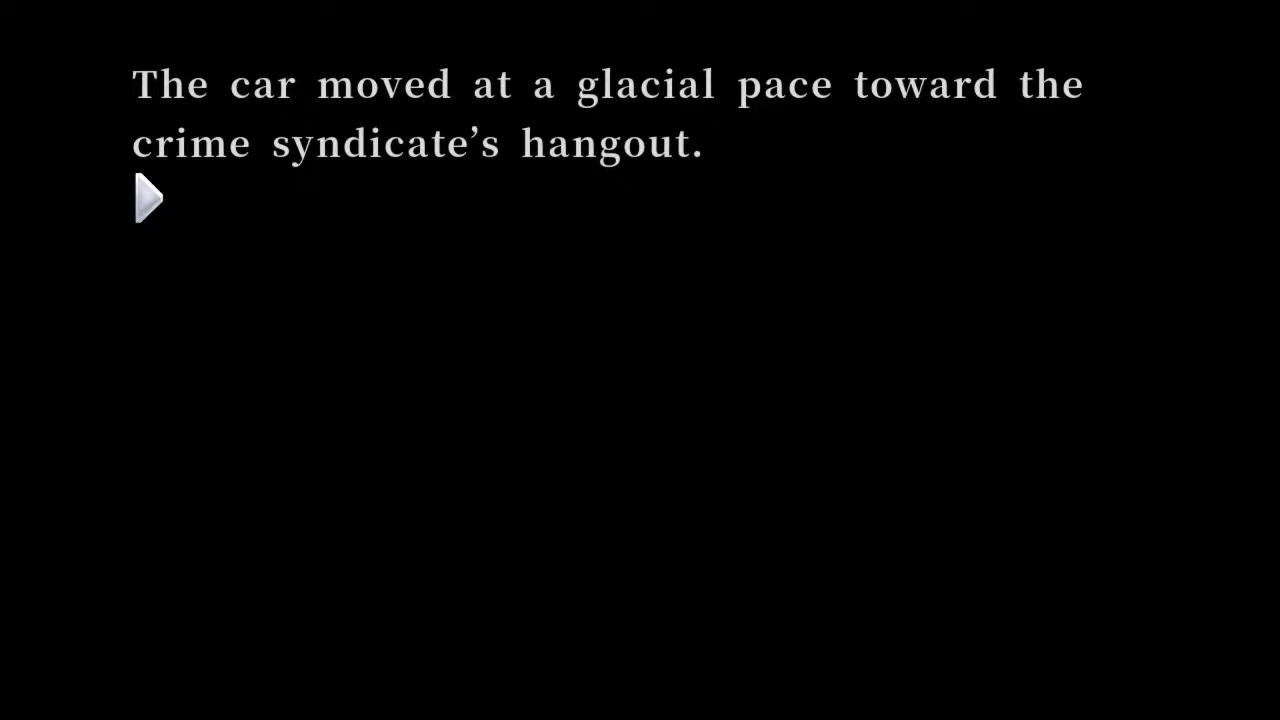 The car moved at a glacial pace toward the
crime syndicate’s hangout.